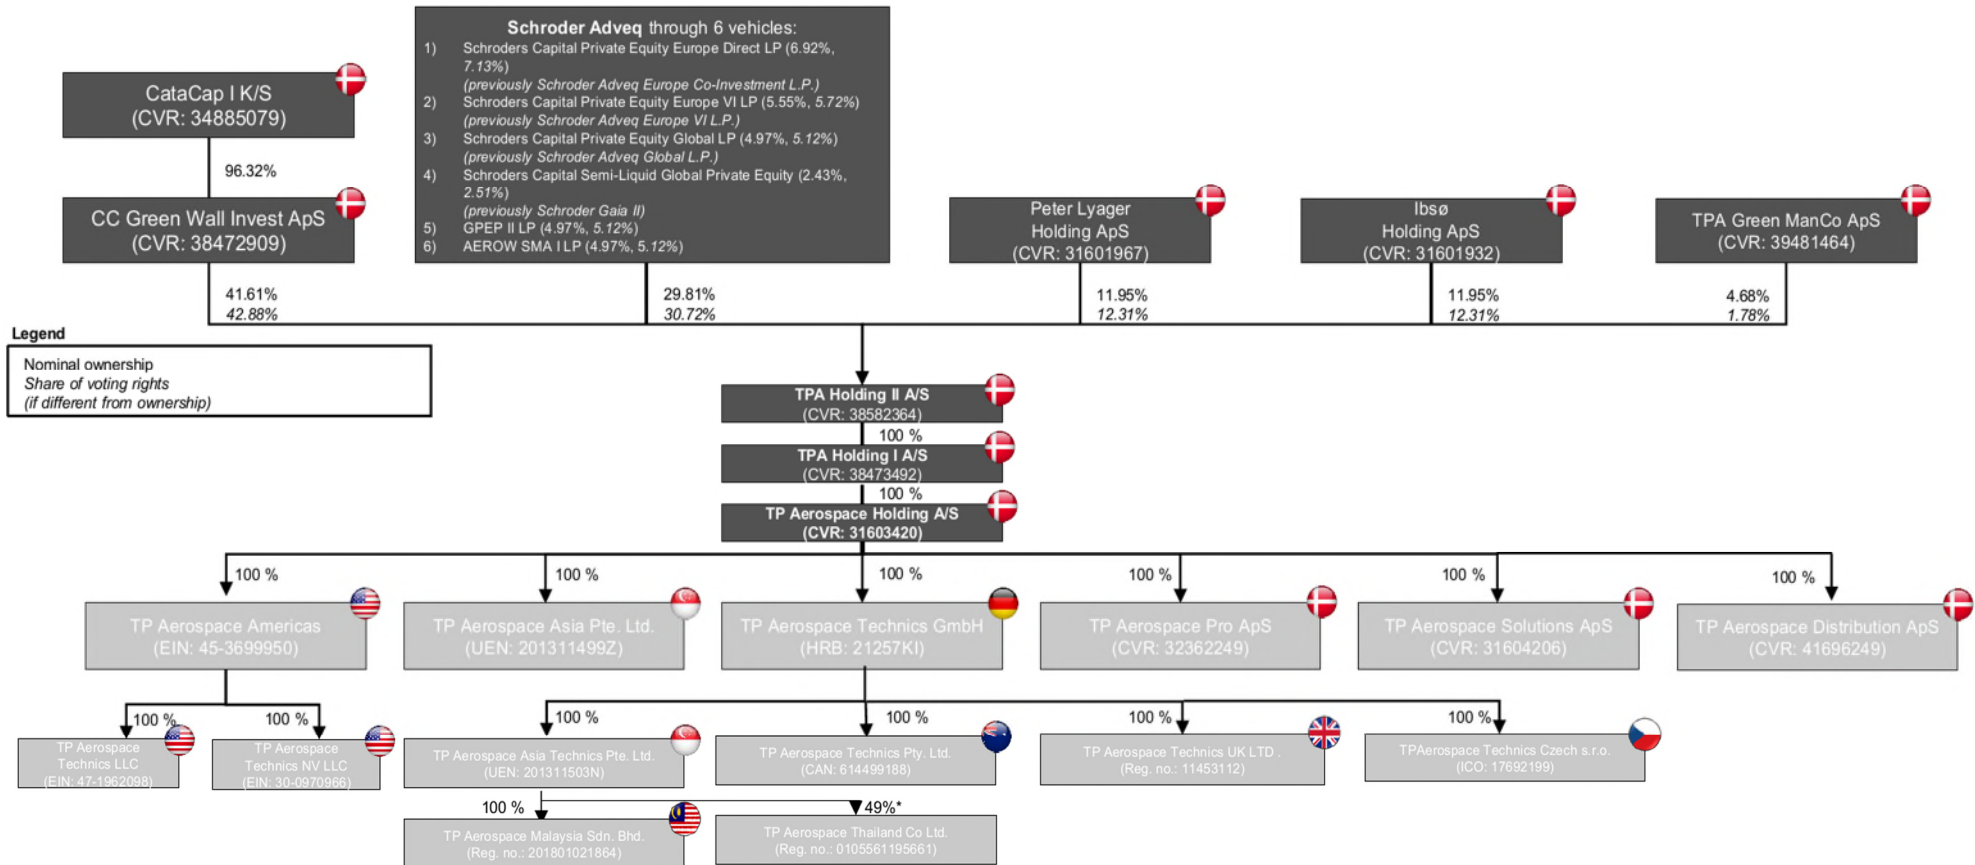 Schroder Adveq through 6 vehicles:
1) Schroders Capital Private Equity Europe Direct LP (6.92%,
7.13%)
(previously Schroder Adveq Europe Co-Investment L.P.)
2) Schroders Capital Private Equity Europe VI LP (5.55%, 5.72%)
(previously Schroder Adveq Europe VI L.P.)
3) Schroders Capital Private Equity Global LP (4.97%, 5.12%)
(previously Schroder Adveq Global L.P.)
4) Schroders Capital Semi-Liquid Global Private Equity (2.43%,
2.51%)
(previously Schroder Gaia II)
5) GPEP II LP (4.97%, 5.12%)
6) AEROW SMA I LP (4.97%, 5.12%)
CataCap I K/S
(CVR: 34885079)
96.32%
CC Green Wall Invest ApS
(CVR: 38472909)
Peter Lyager
Holding ApS
(CVR: 31601967)
Ibsø
Holding ApS
(CVR: 31601932)
TPA Green ManCo ApS
(CVR: 39481464)
41.61%
42.88%
29.81%
30.72%
11.95%
12.31%
11.95%
12.31%
4.68%
1.78%
Legend
Nominal ownership
Share of voting rights
(if different from ownership)
TPA Holding II A/S
(CVR: 38582364)
100 %
TPA Holding I A/S
(CVR: 38473492)
100 %
TP Aerospace Holding A/S
(CVR: 31603420)
100 %
100 %
100 %
100 %
100 %
100 %
TP Aerospace Americas
(EIN: 45-3699950)
TP Aerospace Asia Pte. Ltd.
(UEN: 201311499Z)
TP Aerospace Technics GmbH
(HRB: 21257KI)
TP Aerospace Pro ApS
(CVR: 32362249)
TP Aerospace Solutions ApS
(CVR: 31604206)
TP Aerospace Distribution ApS
(CVR: 41696249)
100 %
100 %
100 %
100 %
100 %
100 %
TP Aerospace
Technics LLC
(EIN: 47-1962098)
TP Aerospace
Technics NV LLC
(EIN: 30-0970966)
TP Aerospace Asia Technics Pte. Ltd.
(UEN: 201311503N)
TP Aerospace Technics Pty. Ltd.
(CAN: 614499188)
TP Aerospace Technics UK LTD .
(Reg. no.: 11453112)
TPAerospace Technics Czech s.r.o.
(ICO: 17692199)
100 %
49%*
TP Aerospace Malaysia Sdn. Bhd.
(Reg. no.: 201801021864)
TP Aerospace Thailand Co Ltd.
(Reg. no.: 0105561195661)